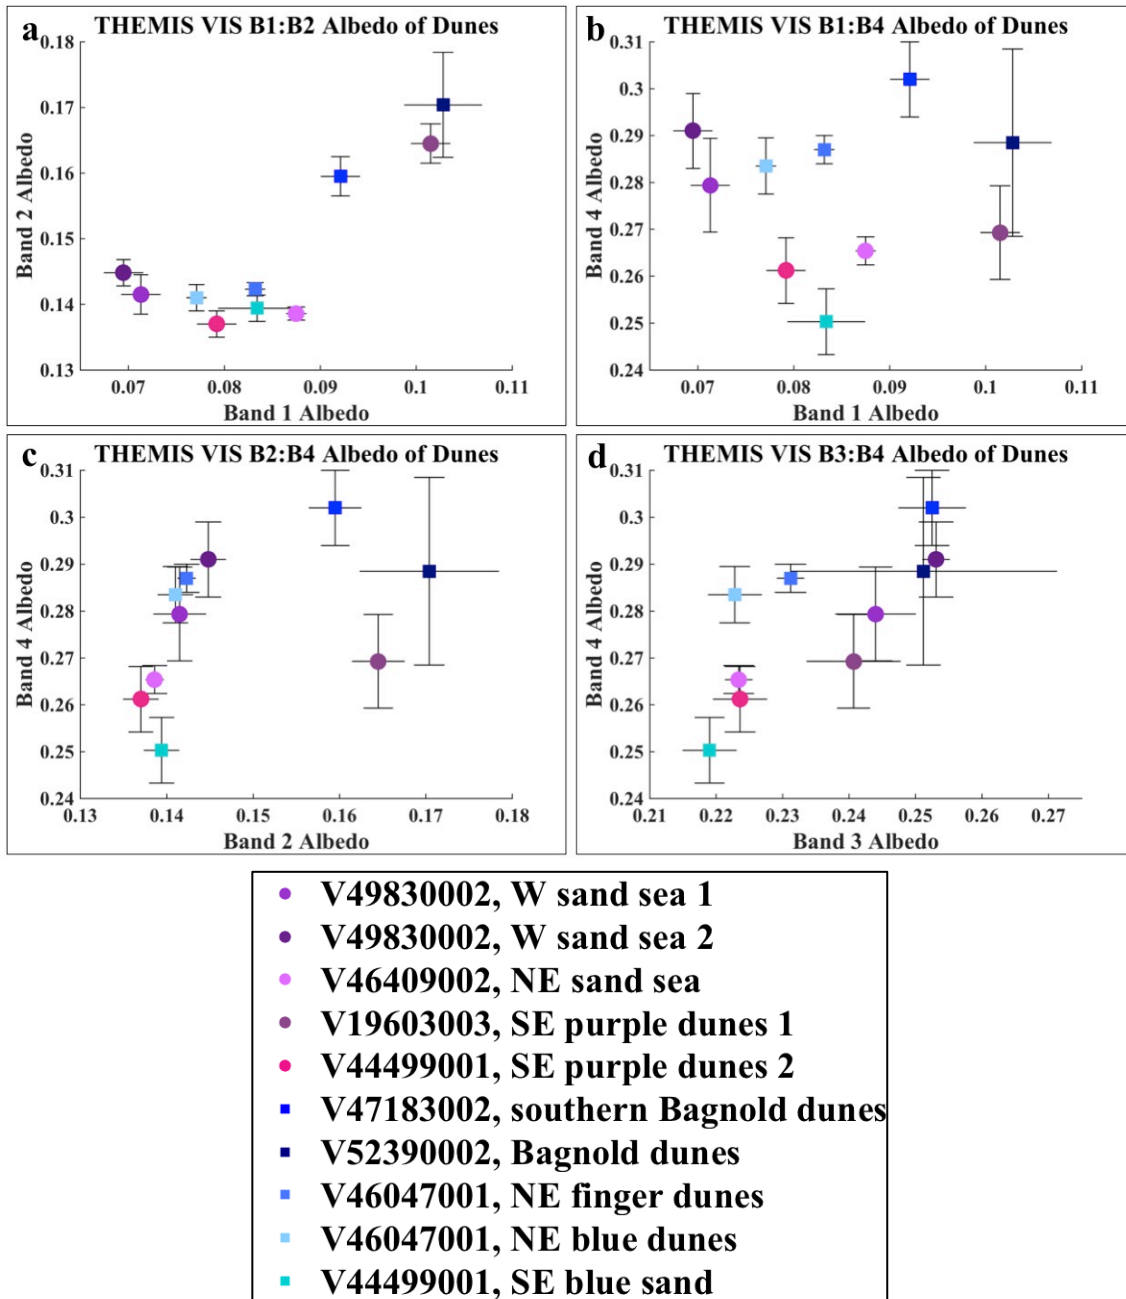 a
THEMIS VIS B1:B2 Albedo of Dunes
0.18
0.17
0.16
0.15
0.14
0.13
Band 2 Albedo
0.07 0.08 0.09 0.1 0.11
Band 1 Albedo
b
THEMIS VIS B1:B4 Albedo of Dunes
0.31
0.3
0.29
0.28
0.27
0.26
0.25
0.24
Band 4 Albedo
0.07 0.08 0.09 0.1 0.11
Band 1 Albedo
c
THEMIS VIS B2:B4 Albedo of Dunes
0.31
0.3
0.29
0.28
0.27
0.26
0.25
0.24
Band 4 Albedo
0.13 0.14 0.15 0.16 0.17 0.18
Band 2 Albedo
d
THEMIS VIS B3:B4 Albedo of Dunes
0.31
0.3
0.29
0.28
0.27
0.26
0.25
0.24
Band 4 Albedo
0.21 0.22 0.23 0.24 0.25 0.26 0.27
Band 3 Albedo
V49830002, W sand sea 1
V49830002, W sand sea 2
V46409002, NE sand sea
V19603003, SE purple dunes 1
V44499001, SE purple dunes 2
V47183002, southern Bagnold dunes
V52390002, Bagnold dunes
V46047001, NE finger dunes
V46047001, NE blue dunes
V44499001, SE blue sand